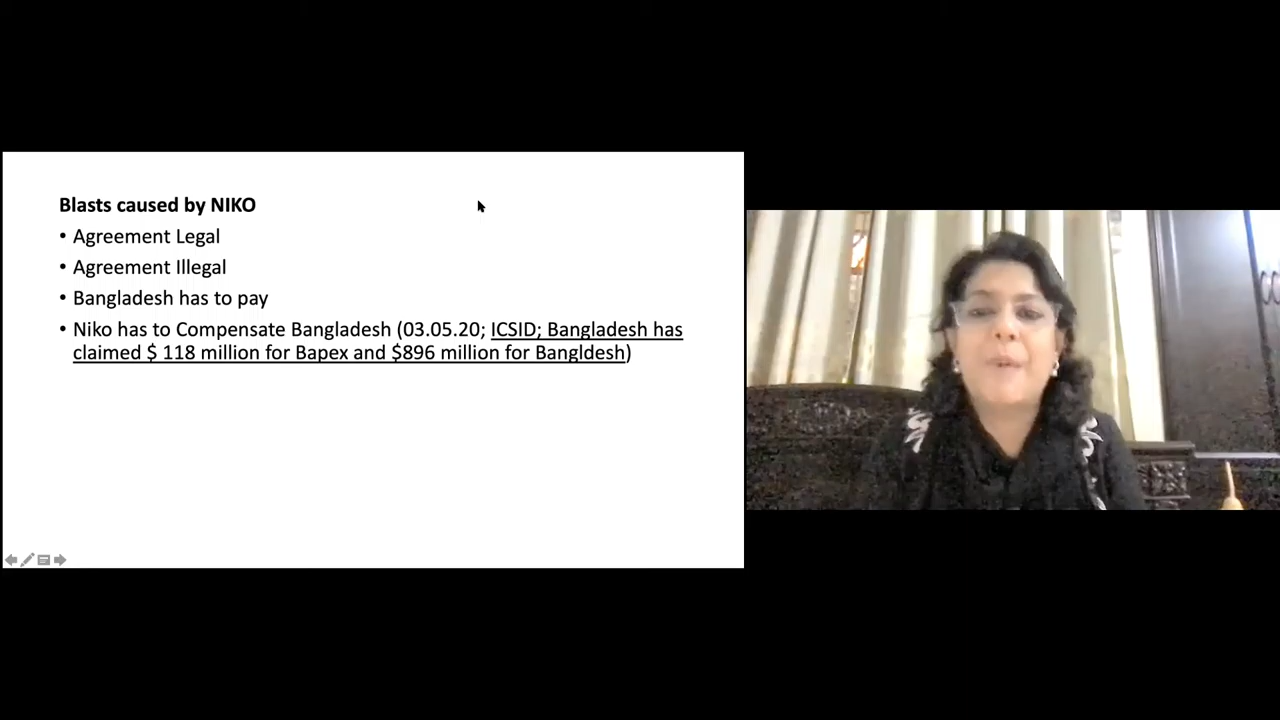 Blasts caused by NIKO
• Agreement Legal
• Agreement Illegal
• Bangladesh has to pay
• Niko has to Compensate Bangladesh (03.05.20; ICSID; Bangladesh has
claimed $ 118 million for Bapex and $896 million for Bangldesh)